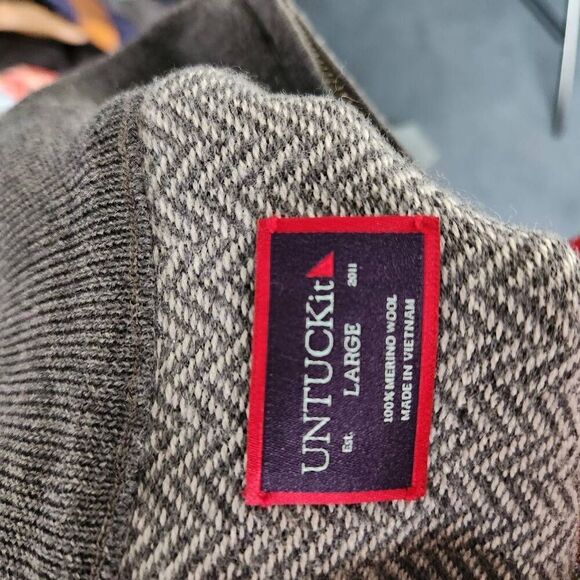 UNTUCKit
Est. LARGE 2011
100% MERINO WOOL
MADE IN VIETNAM